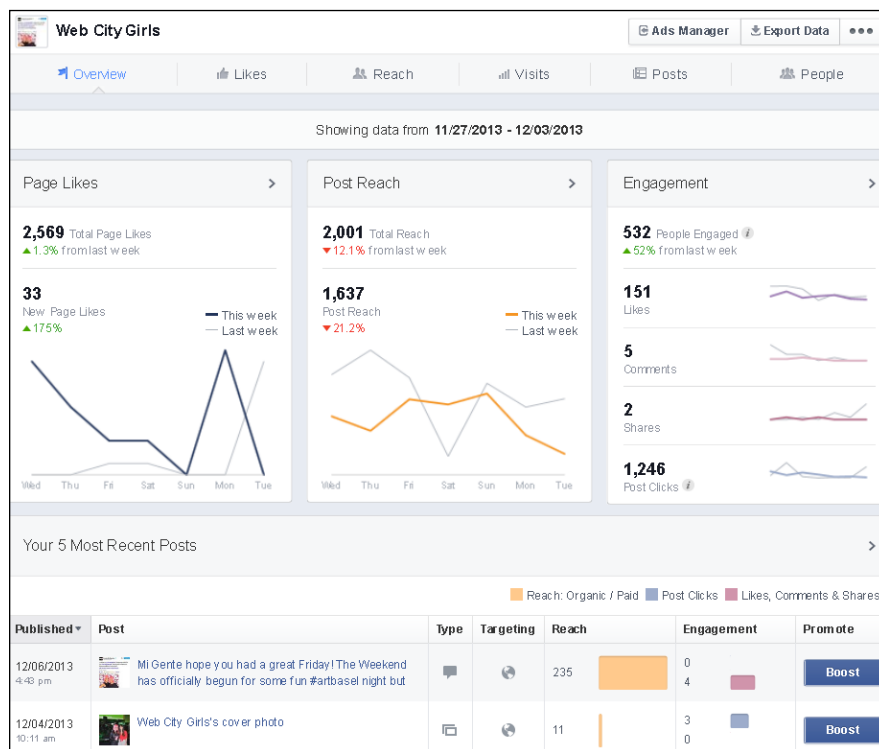 Web City Girls
Ads Manager
Export Data
Overview
Likes
Reach
Visits
Posts
People
Showing data from 11/27/2013 - 12/03/2013
Page Likes
2,569 Total Page Likes
1.3% from last week
33
New Page Likes
175%
This week
Last week
Wed Thu Fri Sat Sun Mon Tue
Post Reach
2,001 Total Reach
12.1% from last week
1,637
Post Reach
21.2%
This week
Last week
Wed Thu Fri Sat Sun Mon Tue
Engagement
532 People Engaged
52% from last week
151
Likes
5
Comments
2
Shares
1,246
Post Clicks
Your 5 Most Recent Posts
Reach: Organic / Paid Post Clicks Likes, Comments & Shares
Published Post Type Targeting Reach Engagement Promote
12/06/2013
4:43 pm
Mi Gente hope you had a great Friday! The Weekend
has officially begun for some fun #artbasel night but
235
0
4
Boost
12/04/2013
10:11 am
Web City Girls's cover photo
11
3
0
Boost